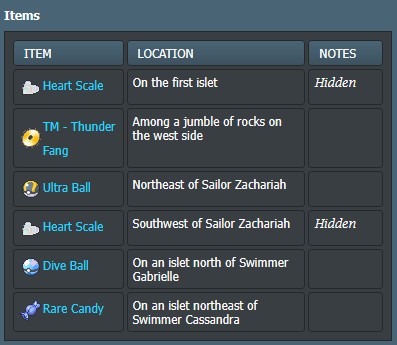 Items
ITEM LOCATION NOTES
Heart Scale On the first islet Hidden
TM - Thunder Among a jumble of rocks on
Fang the west side
Ultra Ball Northeast of Sailor Zachariah
Heart Scale Southwest of Sailor Zachariah Hidden
Dive Ball On an islet north of Swimmer
Gabrielle
Rare Candy On an islet northeast of
Swimmer Cassandra